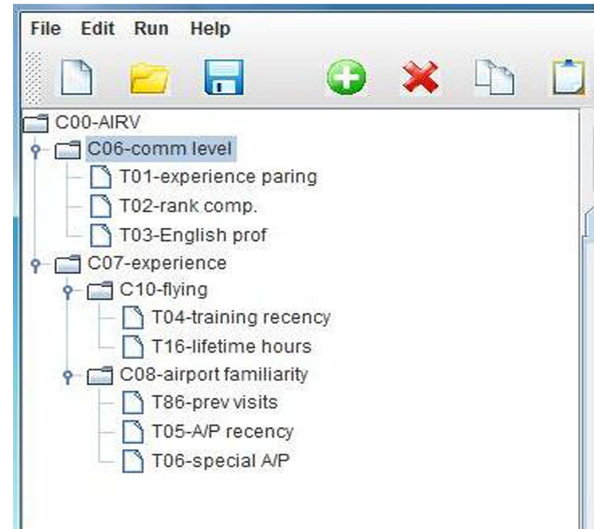 File Edit Run Help
C00-AIRV
C06-comm level
T01-experience paring
T02-rank comp.
T03-English prof
C07-experience
C10-flying
T04-training recency
T16-lifetime hours
C08-airport familiarity
T86-prev visits
T05-A/P recency
T06-special A/P